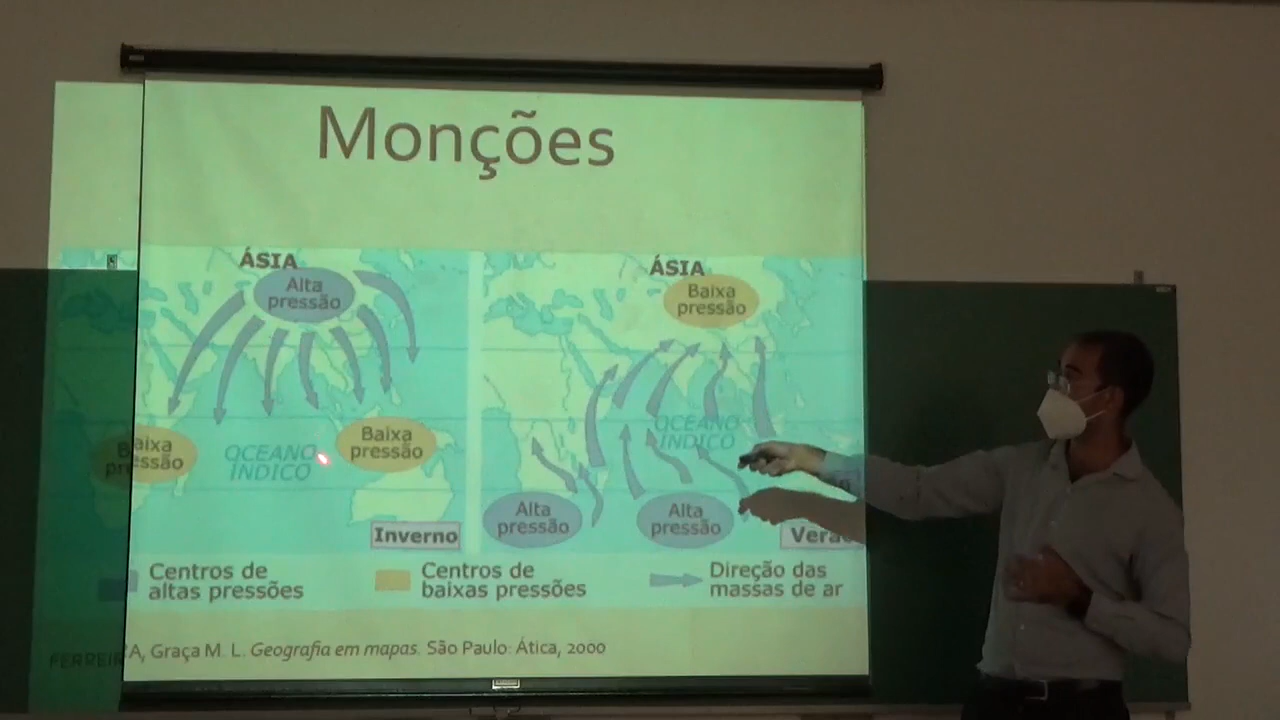 Monções
ÁSIA
Alta
pressão
Baixa
pressão
OCEANO
ÍNDICO
Baixa
pressão
Inverno
ÁSIA
Baixa
pressão
OCEANO
ÍNDICO
Alta
pressão
Alta
pressão
Centros de
altas pressões
Centros de
baixas pressões
Direção das
massas de ar
FERREIRA, Graça M. L. Geografia em mapas. São Paulo: Ática, 2000